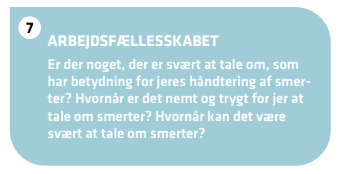 7
ARBEJDSFÆLLESSKABET
Er der noget, der er svært at tale om, som
har betydning for jeres håndtering af smer-
ter? Hvornår er det nemt og trygt for jer at
tale om smerter? Hvornår kan det være
svært at tale om smerter?